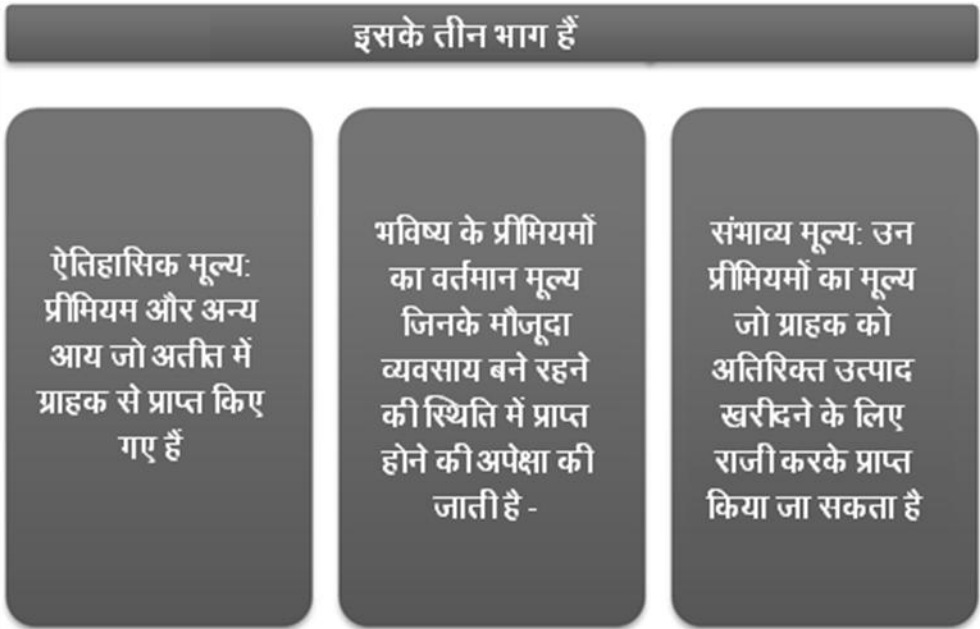 इसके तीन भाग हैं
ऐतिहासिक मूल्य:
प्रीमियम और अन्य
आय जो अतीत में
ग्राहक से प्राप्त किए
गए हैं
भविष्य के प्रीमियमों
का वर्तमान मूल्य
जिनके मौजूदा
व्यवसाय बने रहने
की स्थिति में प्राप्त
होने की अपेक्षा की
जाती है -
संभाव्य मूल्य: उन
प्रीमियमों का मूल्य
जो ग्राहक को
अतिरिक्त उत्पाद
खरीदने के लिए
राजी करके प्राप्त
किया जा सकता है